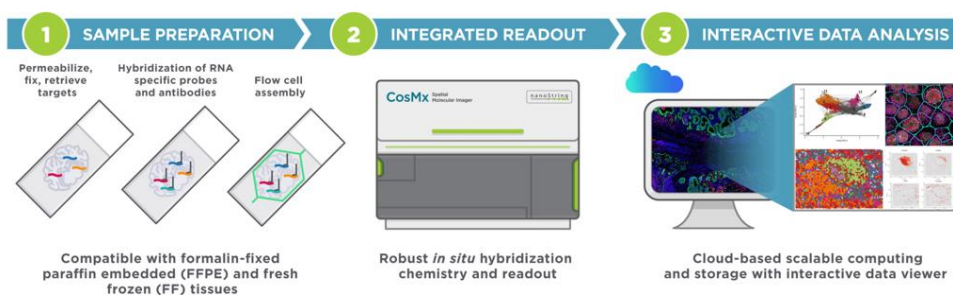 1 SAMPLE PREPARATION
Permeabilize,
fix, retrieve
targets
Hybridization of RNA
specific probes
and antibodies
Flow cell
assembly
Compatible with formalin-fixed
paraffin embedded (FFPE) and fresh
frozen (FF) tissues
2 INTEGRATED READOUT
CosMx Spatial
Molecular Imager
nanoString
Robust in situ hybridization
chemistry and readout
3 INTERACTIVE DATA ANALYSIS
Cloud-based scalable computing
and storage with interactive data viewer